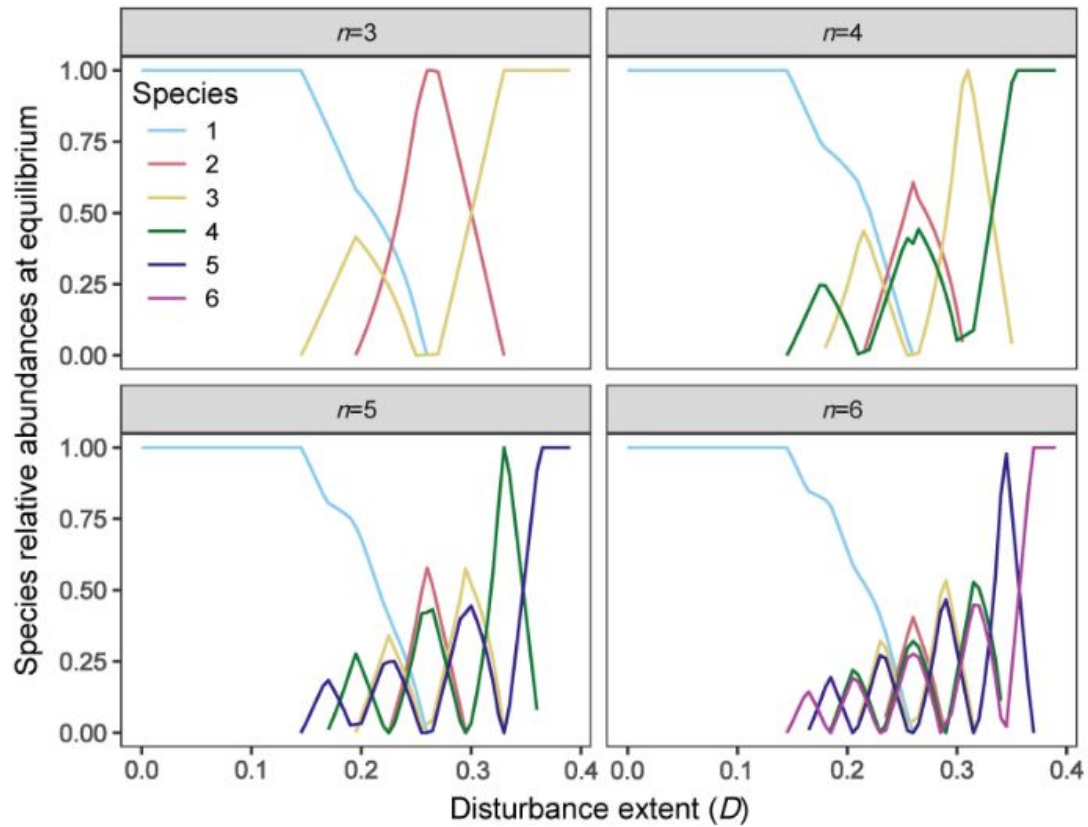 n=3
n=4
1.00
0.75
0.50
0.25
0.00
Species
1
2
3
4
5
6
n=5
n=6
1.00
0.75
0.50
0.25
0.00
0.0 0.1 0.2 0.3 0.4
0.0 0.1 0.2 0.3 0.4
Disturbance extent (D)
Species relative abundances at equilibrium